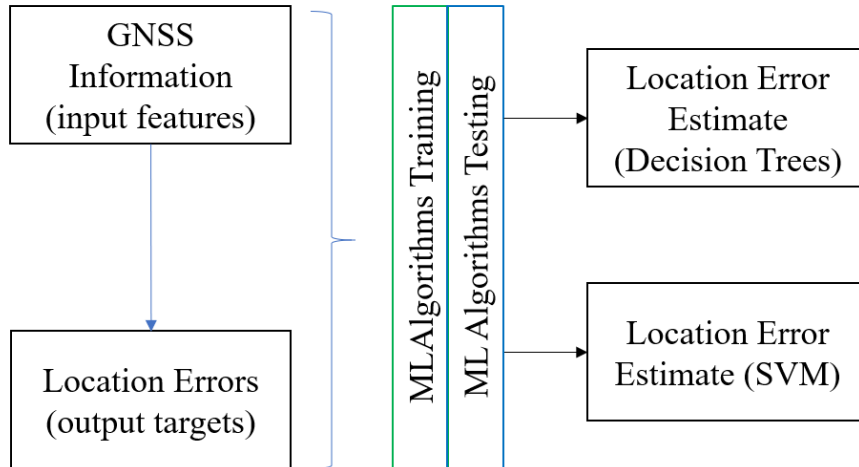 GNSS
Information
(input features)
Location Errors
(output targets)
MLAlgorithms Training
ML Algorithms Testing
Location Error
Estimate
(Decision Trees)
Location Error
Estimate (SVM)